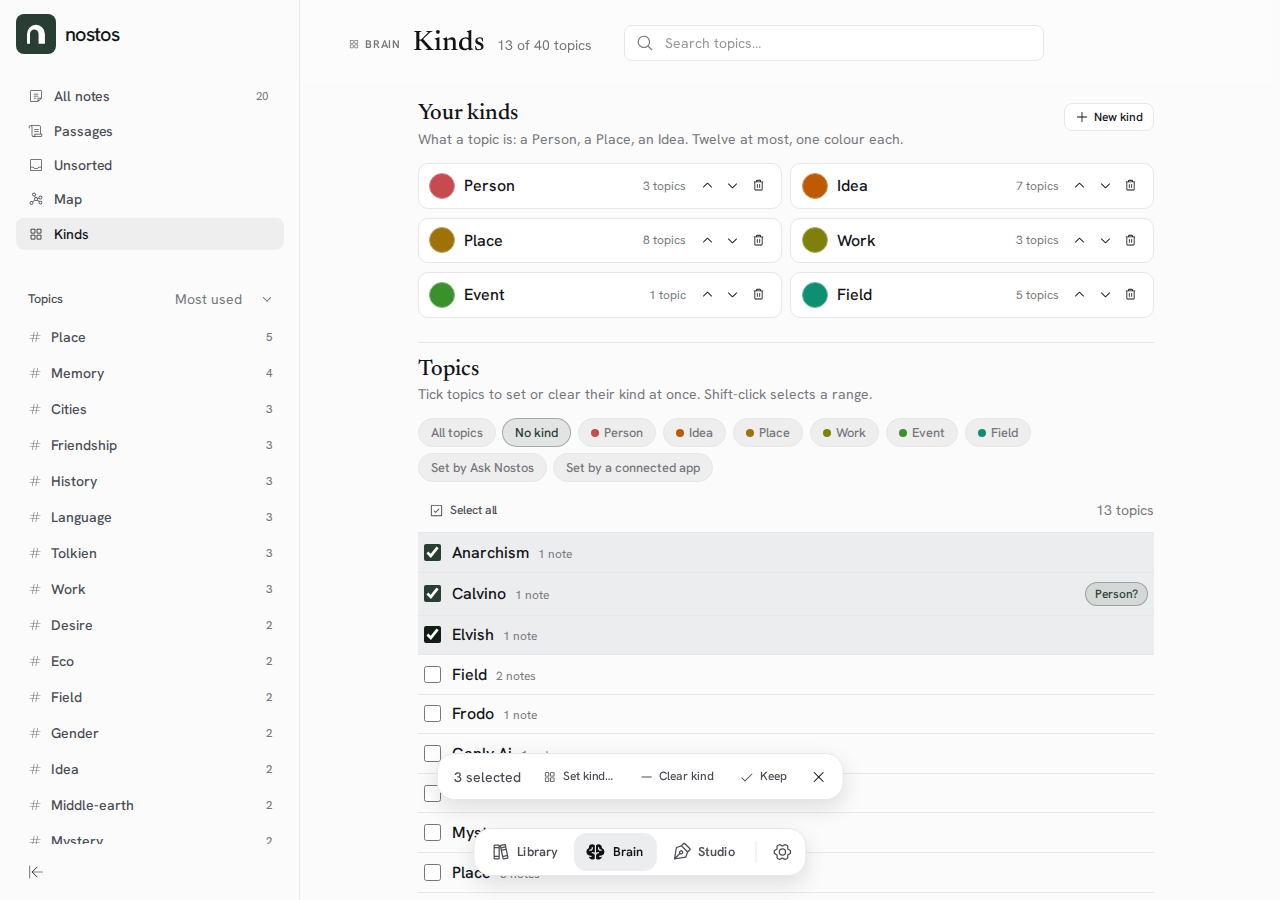 nostos
All notes 20
Passages
Unsorted
Map
Kinds
Topics Most used
# Place 5
# Memory 4
# Cities 3
# Friendship 3
# History 3
# Language 3
# Tolkien 3
# Work 3
# Desire 2
# Eco 2
# Field 2
# Gender 2
# Idea 2
# Middle-earth 2
# Mystery 2
BRAIN Kinds 13 of 40 topics
Search topics...
Your kinds
New kind
What a topic is: a Person, a Place, an Idea. Twelve at most, one colour each.
Person 3 topics
Idea 7 topics
Place 8 topics
Work 3 topics
Event 1 topic
Field 5 topics
Topics
Tick topics to set or clear their kind at once. Shift-click selects a range.
All topics No kind Person Idea Place Work Event Field
Set by Ask Nostos Set by a connected app
Select all 13 topics
Anarchism 1 note
Calvino 1 note Person?
Elvish 1 note
Field 2 notes
Frodo 1 note
3 selected Set kind... Clear kind Keep
Place
Library Brain Studio